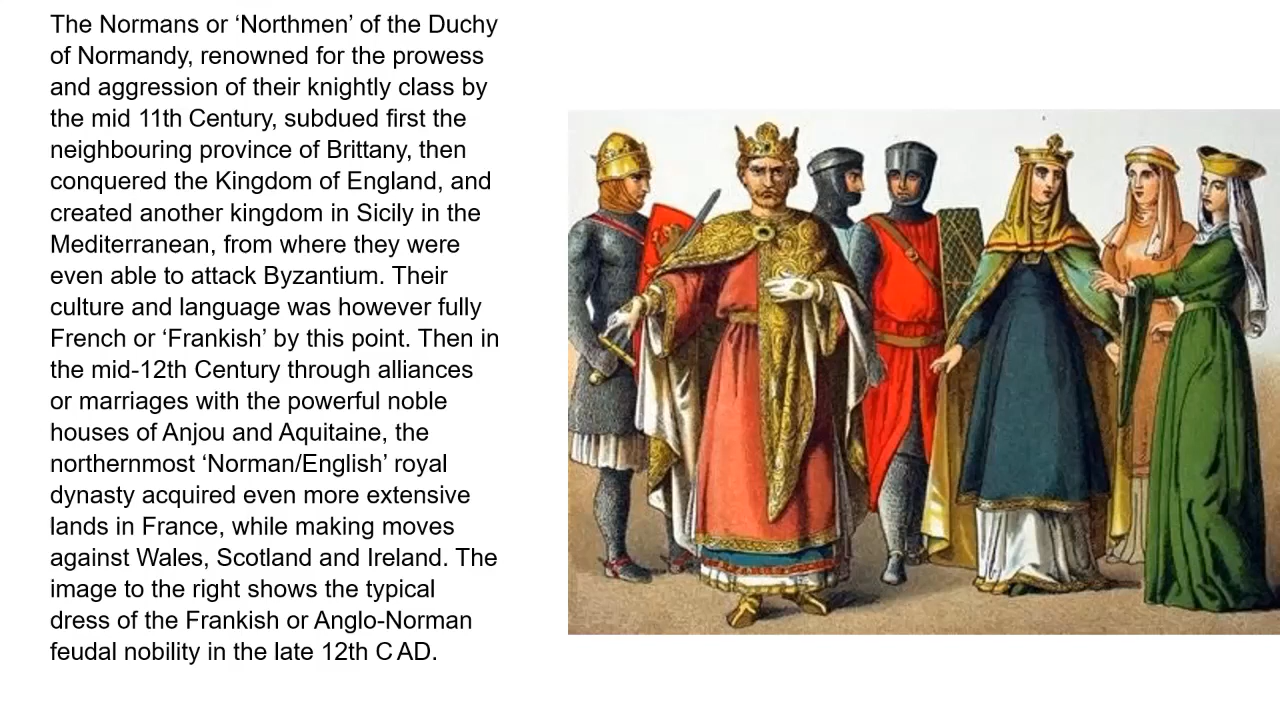 The Normans or ‘Northmen’ of the Duchy
of Normandy, renowned for the prowess
and aggression of their knightly class by
the mid 11th Century, subdued first the
neighbouring province of Brittany, then
conquered the Kingdom of England, and
created another kingdom in Sicily in the
Mediterranean, from where they were
even able to attack Byzantium. Their
culture and language was however fully
French or ‘Frankish’ by this point. Then in
the mid-12th Century through alliances
or marriages with the powerful noble
houses of Anjou and Aquitaine, the
northernmost ‘Norman/English’ royal
dynasty acquired even more extensive
lands in France, while making moves
against Wales, Scotland and Ireland. The
image to the right shows the typical
dress of the Frankish or Anglo-Norman
feudal nobility in the late 12th C AD.